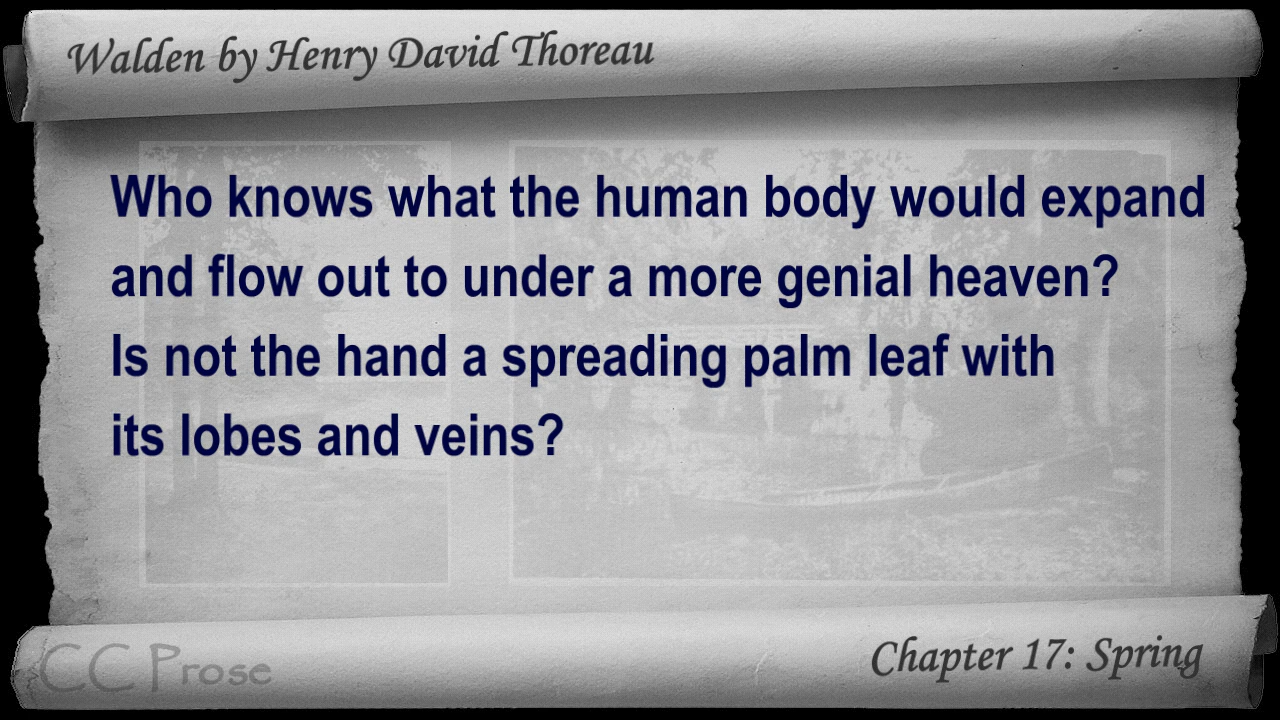 Walden by Henry David Thoreau
Who knows what the human body would expand
and flow out to under a more genial heaven?
Is not the hand a spreading palm leaf with
its lobes and veins?
CC Prose
Chapter 17: Spring